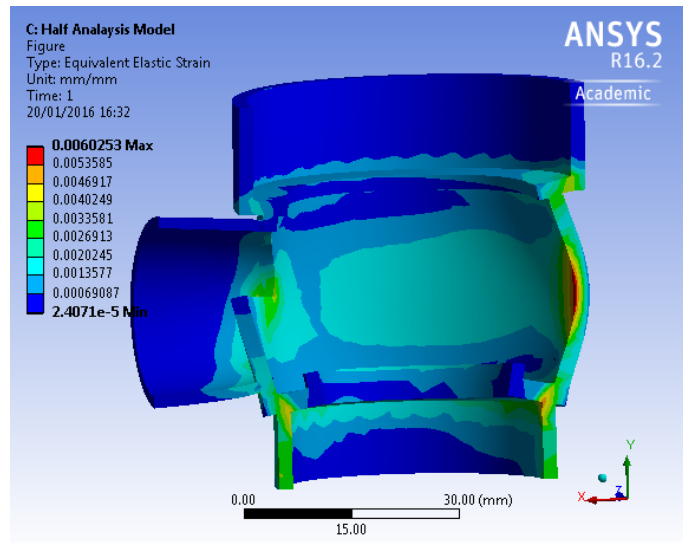 C: Half Analaysis Model
Figure
Type: Equivalent Elastic Strain
Unit: mm/mm
Time: 1
20/01/2016 16:32
ANSYS
R16.2
Academic
0.0060253 Max
0.0053585
0.0046917
0.0040249
0.0033581
0.0026913
0.0020245
0.0013577
0.00069087
2.4071e-5 Min
0.00
30.00 (mm)
15.00
Y
X
Z